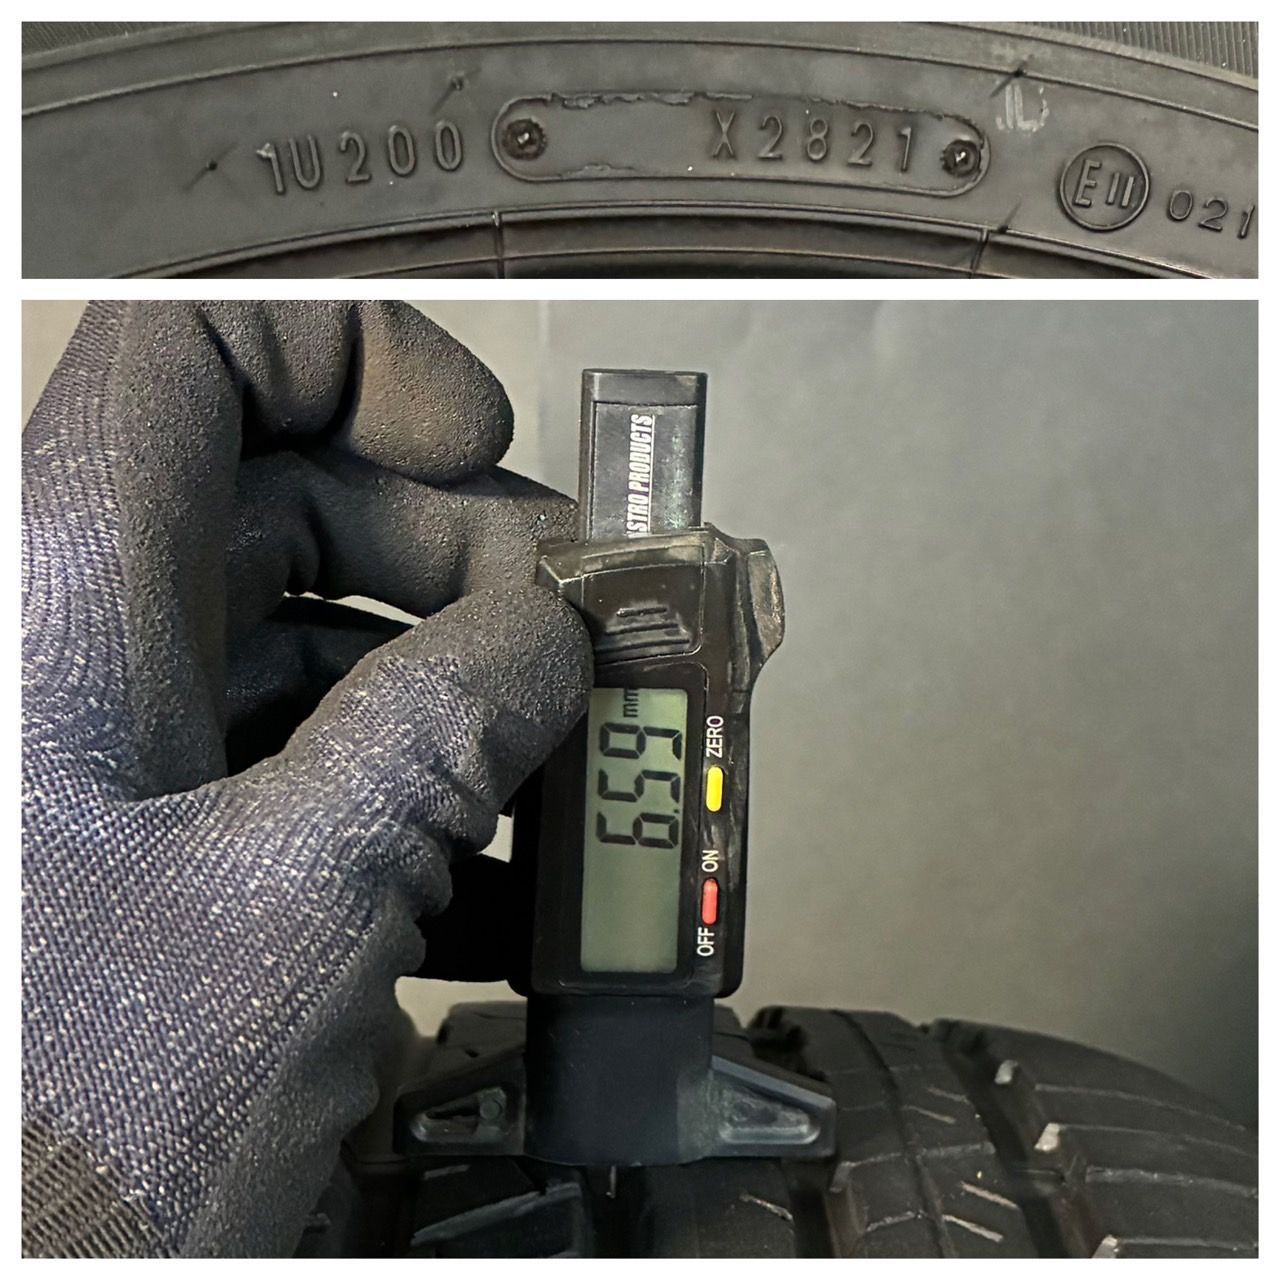 1U200 X2821 E11 021
ASTRO PRODUCTS
6.59 mm
ZERO
ON
OFF